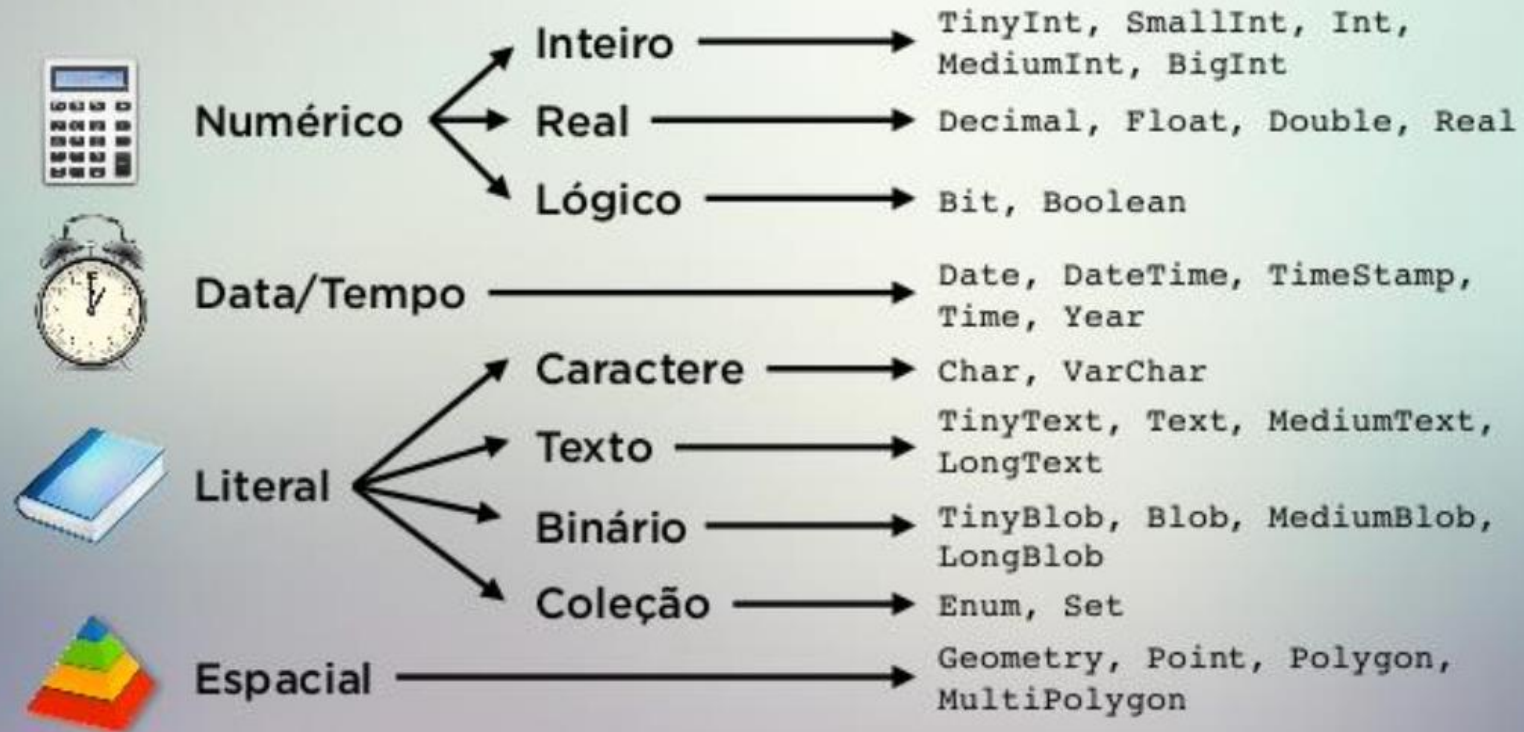 Numérico
Inteiro
TinyInt, SmallInt, Int,
MediumInt, BigInt
Real
Decimal, Float, Double, Real
Lógico
Bit, Boolean
Data/Tempo
Date, DateTime, TimeStamp,
Time, Year
Literal
Caractere
Char, VarChar
Texto
TinyText, Text, MediumText,
LongText
Binário
TinyBlob, Blob, MediumBlob,
LongBlob
Coleção
Enum, Set
Espacial
Geometry, Point, Polygon,
MultiPolygon